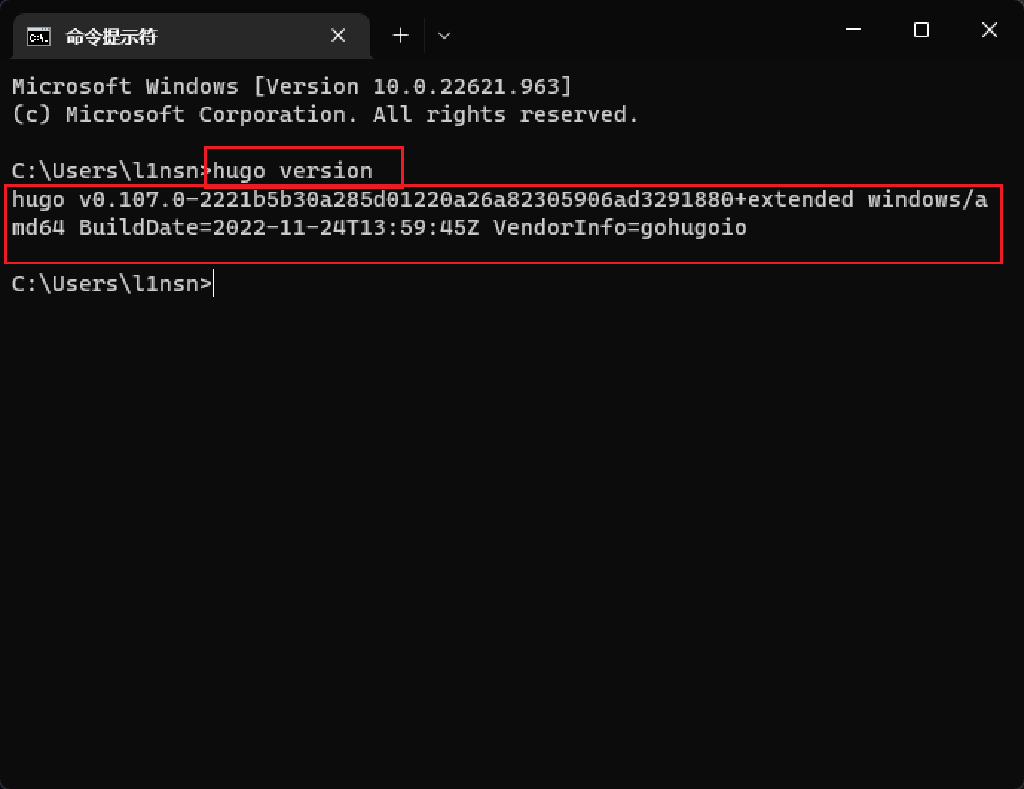 命令提示符
Microsoft Windows [Version 10.0.22621.963]
(c) Microsoft Corporation. All rights reserved.
C:\Users\l1nsn>hugo version
hugo v0.107.0-2221b5b30a285d01220a26a82305906ad3291880+extended windows/a
md64 BuildDate=2022-11-24T13:59:45Z VendorInfo=gohugoio
C:\Users\l1nsn>